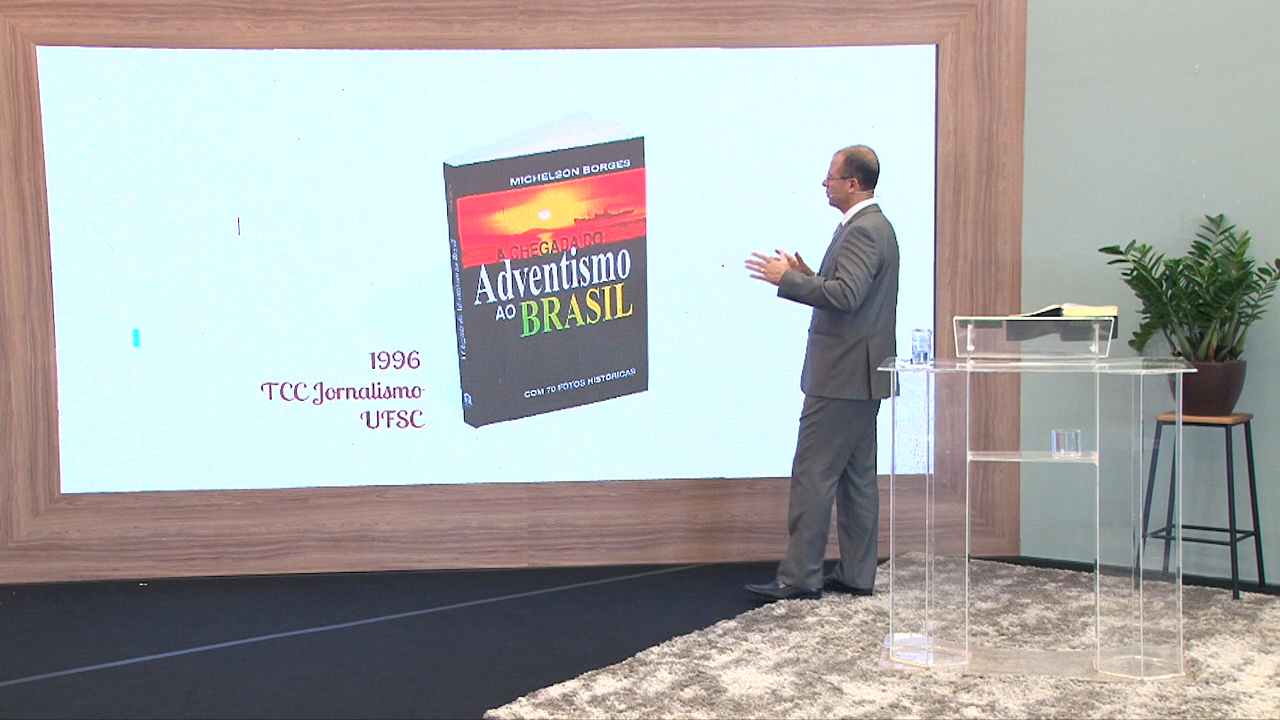 MICHELSON BORGES
A CHEGADA DO
Adventismo
AO BRASIL
COM 70 FOTOS HISTÓRICAS
1996
TCC Jornalismo
UFSC